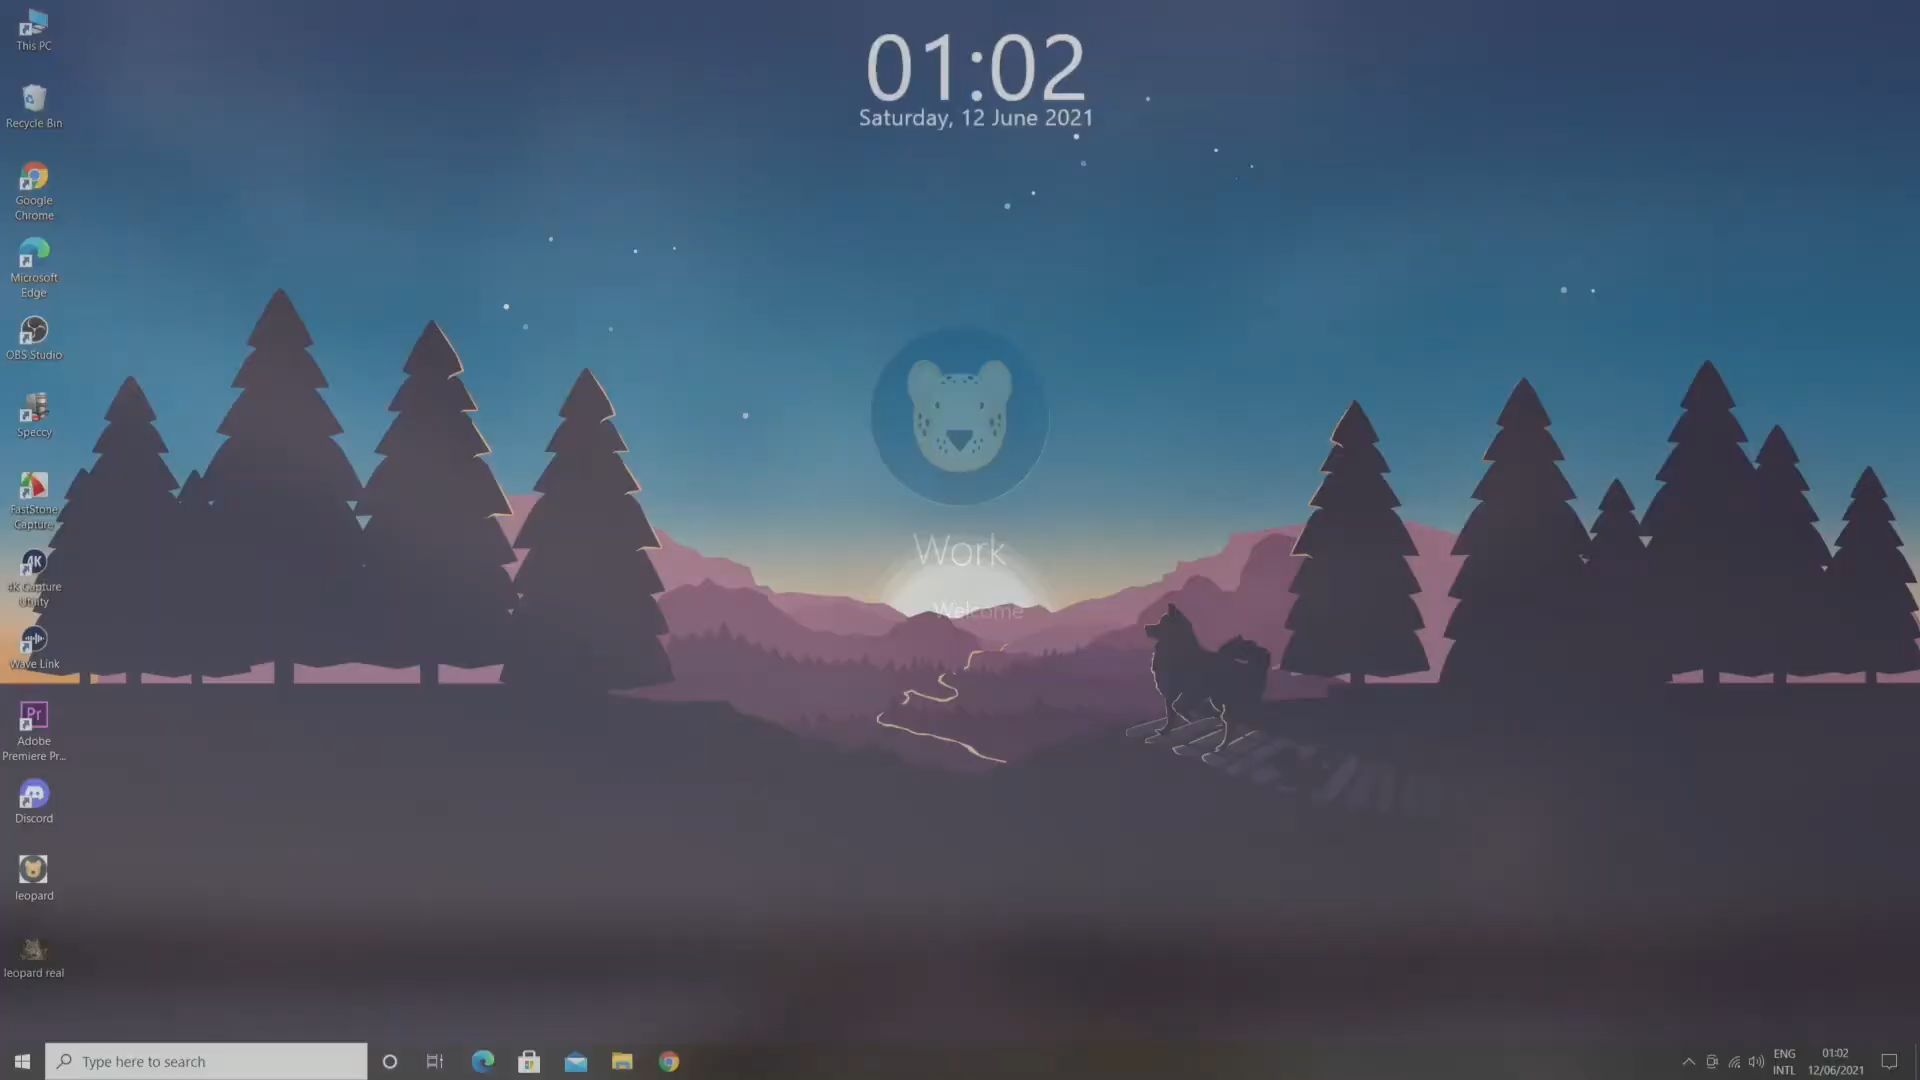 01:02
Saturday, 12 June 2021
This PC
Recycle Bin
Google
Chrome
Microsoft
Edge
OBS Studio
Speccy
FastStone
Capture
4K Capture
Utility
Wave Link
Pr
Adobe
Premiere Pr...
Discord
leopard
leopard real
Work
Welcome
Type here to search
ENG
INTL
01:02
12/06/2021